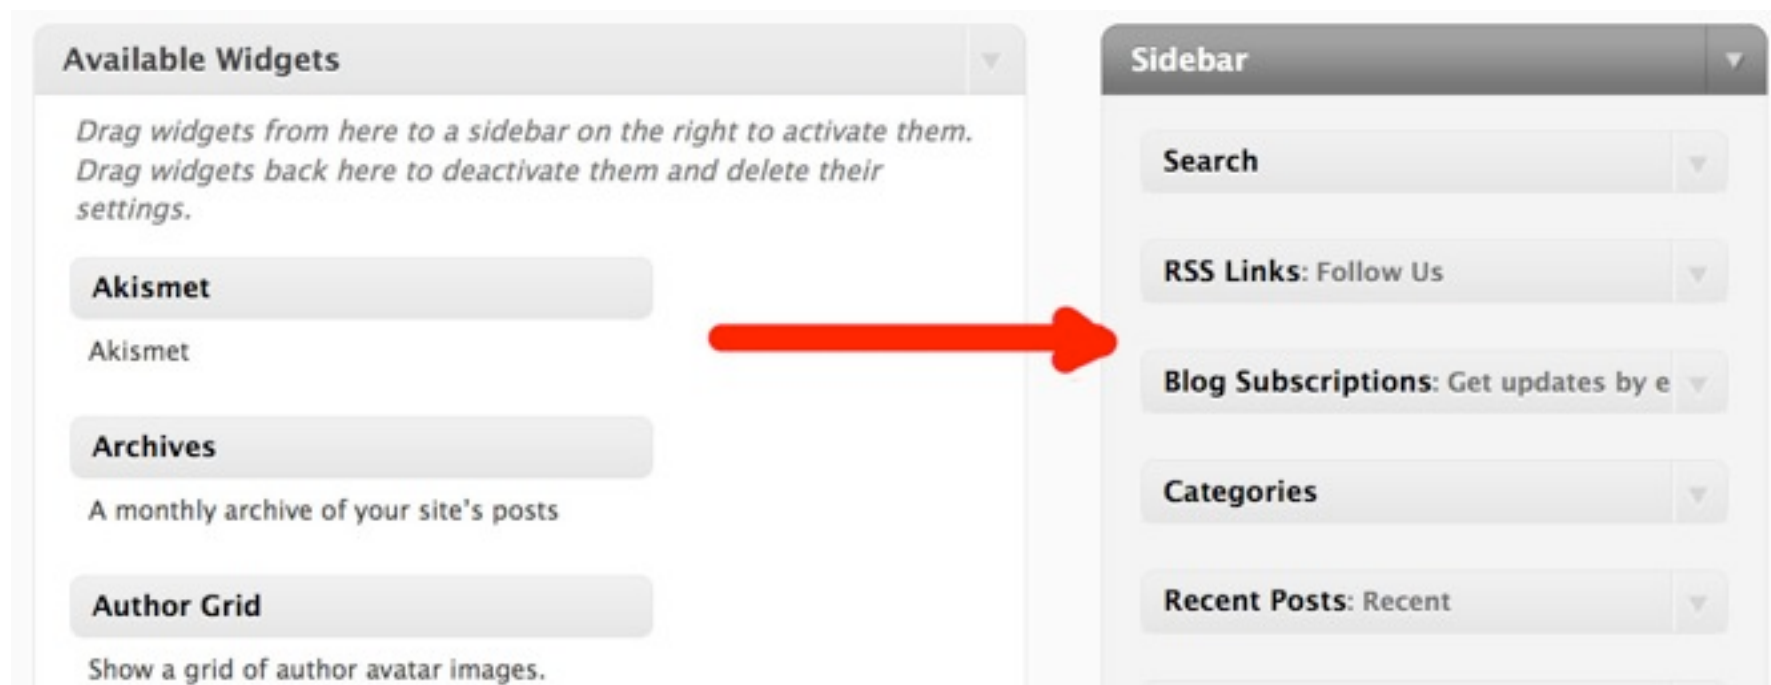 Available Widgets
Drag widgets from here to a sidebar on the right to activate them.
Drag widgets back here to deactivate them and delete their
settings.
Akismet
Akismet
Archives
A monthly archive of your site's posts
Author Grid
Show a grid of author avatar images.
Sidebar
Search
RSS Links: Follow Us
Blog Subscriptions: Get updates by e
Categories
Recent Posts: Recent